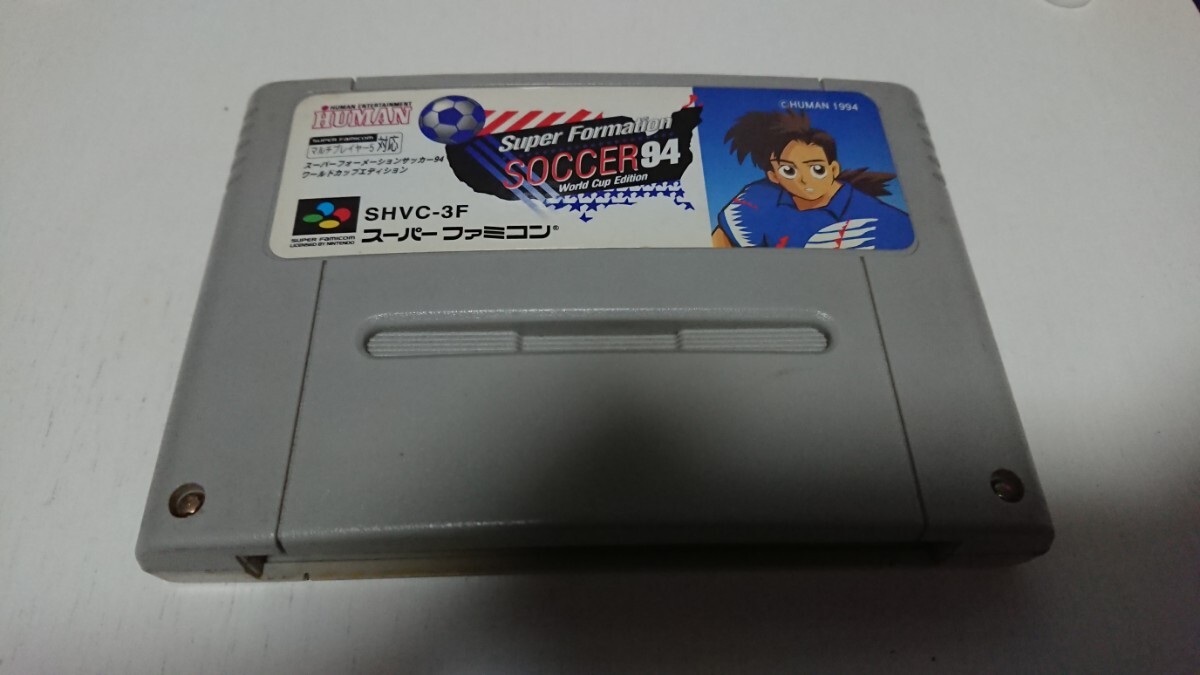 HUMAN ENTERTAINMENT
HUMAN
SUPER FAMICOM
マルチプレイヤー5 対応
スーパーフォーメーションサッカー94
ワールドカップエディション
SUPER FAMICOM
LICENSED BY NINTENDO
SHVC-3F
スーパーファミコン®
Super Formation
SOCCER 94
World Cup Edition
©HUMAN 1994